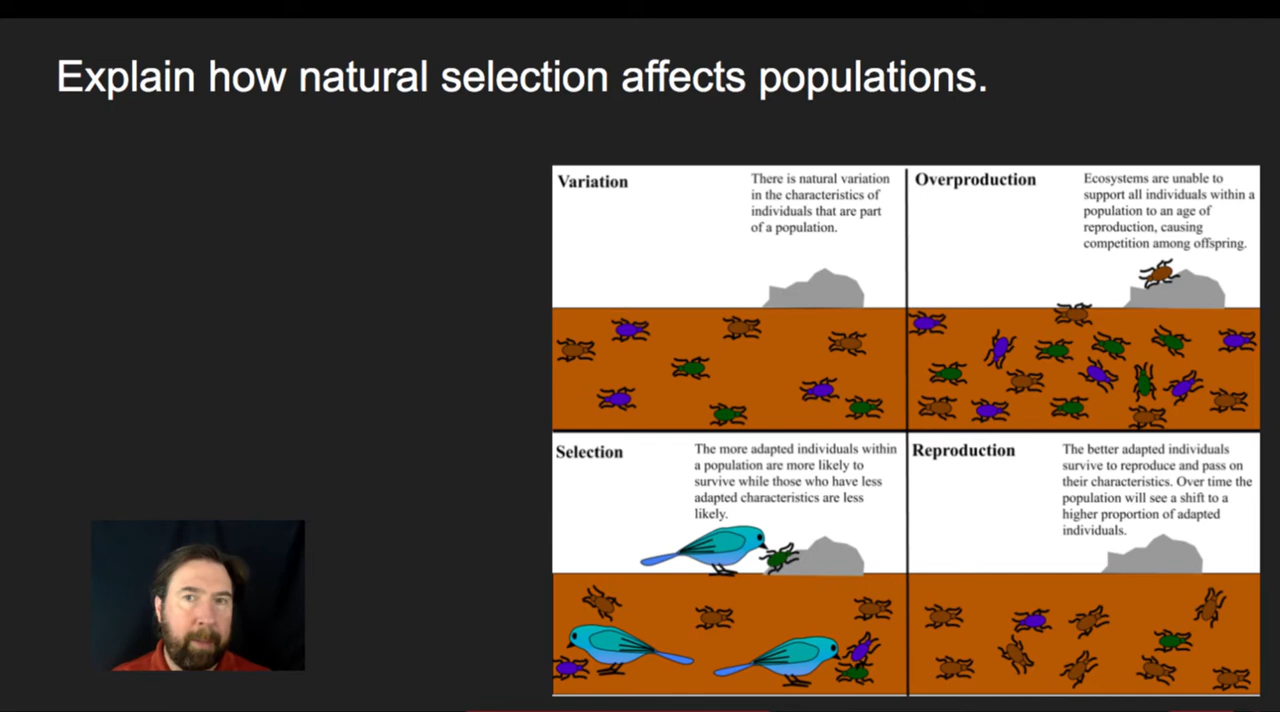 Explain how natural selection affects populations.
Variation
There is natural variation
in the characteristics of
individuals that are part
of a population.
Overproduction
Ecosystems are unable to
support all individuals within a
population to an age of
reproduction, causing
competition among offspring.
Selection
The more adapted individuals within
a population are more likely to
survive while those who have less
adapted characteristics are less
likely.
Reproduction
The better adapted individuals
survive to reproduce and pass on
their characteristics. Over time the
population will see a shift to a
higher proportion of adapted
individuals.